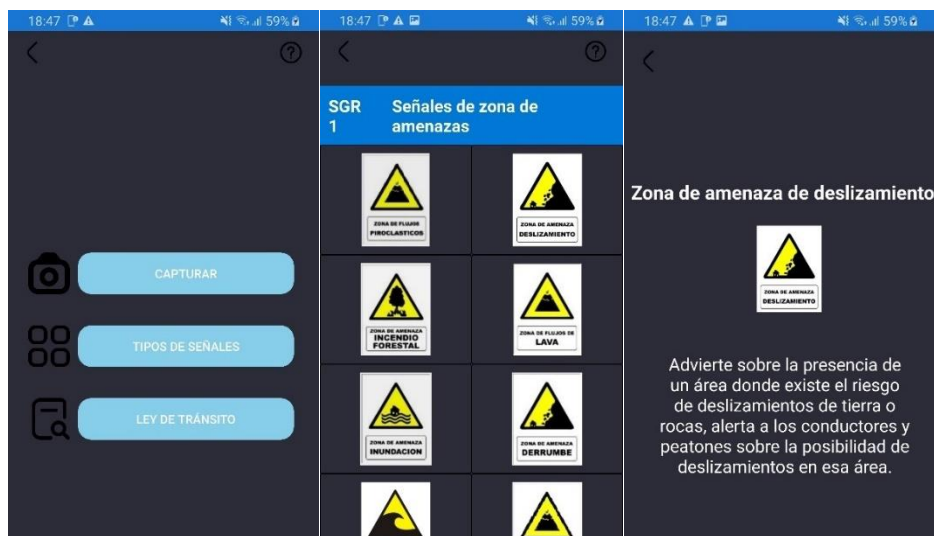 18:47
59%
CAPTURAR
TIPOS DE SEÑALES
LEY DE TRÁNSITO
18:47
59%
SGR
1
Señales de zona de
amenazas
ZONA DE FLUJOS
PIROCLASTICOS
ZONA DE AMENAZA
DESLIZAMIENTO
ZONA DE AMENAZA
INCENDIO
FORESTAL
ZONA DE FLUJOS DE
LAVA
ZONA DE AMENAZA
INUNDACION
ZONA DE AMENAZA
DERRUMBE
18:47
59%
Zona de amenaza de deslizamiento
ZONA DE AMENAZA
DESLIZAMIENTO
Advierte sobre la presencia de
un área donde existe el riesgo
de deslizamientos de tierra o
rocas, alerta a los conductores y
peatones sobre la posibilidad de
deslizamientos en esa área.